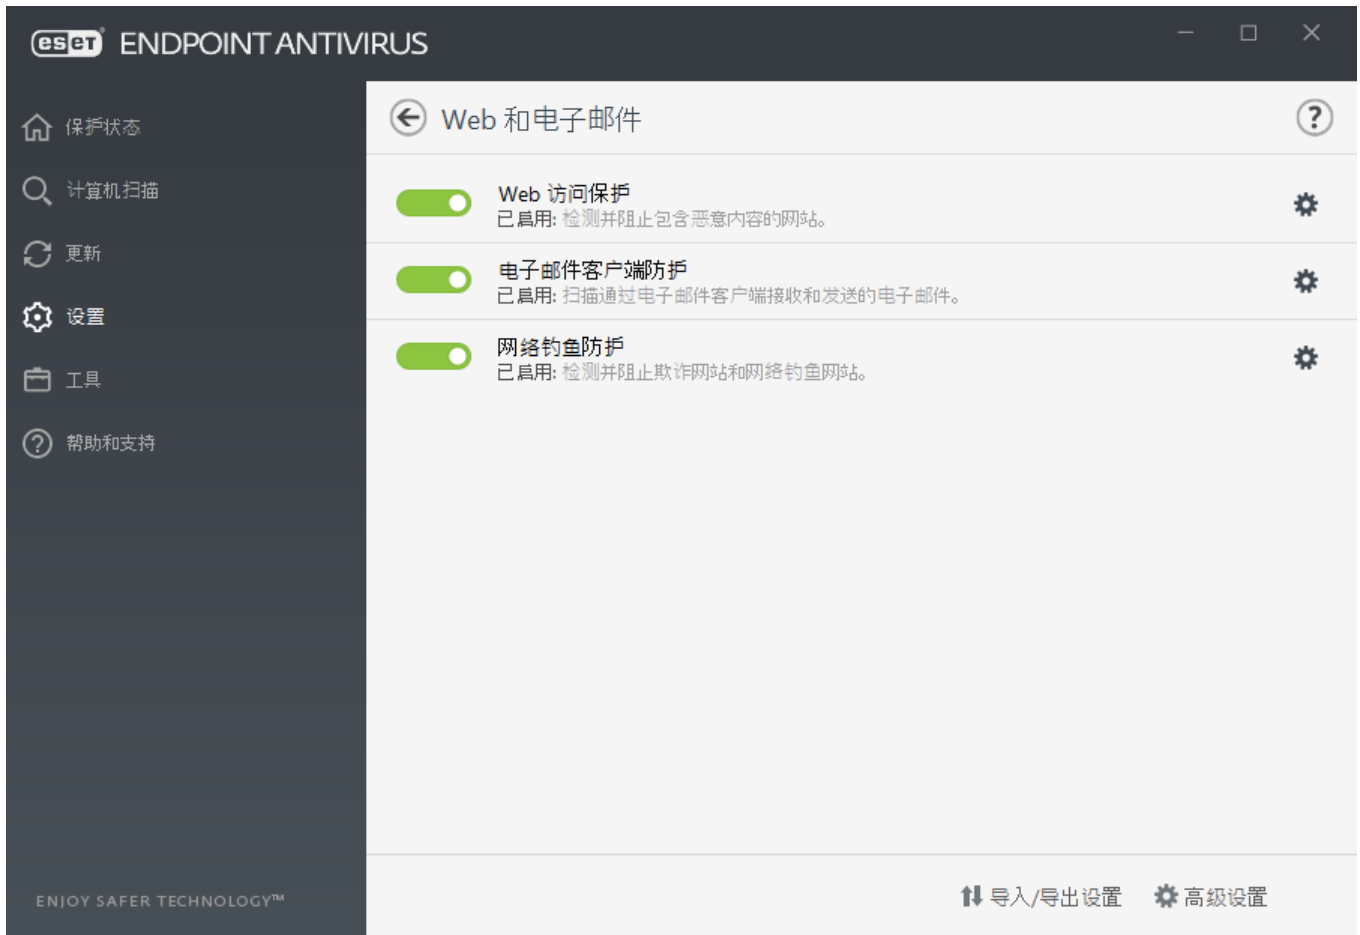 eset ENDPOINT ANTIVIRUS
保护状态
计算机扫描
更新
设置
工具
帮助和支持
ENJOY SAFER TECHNOLOGY™
Web 和电子邮件
?
Web 访问保护
已启用: 检测并阻止包含恶意内容的网站。
电子邮件客户端防护
已启用: 扫描通过电子邮件客户端接收和发送的电子邮件。
网络钓鱼防护
已启用: 检测并阻止欺诈网站和网络钓鱼网站。
导入/导出设置
高级设置